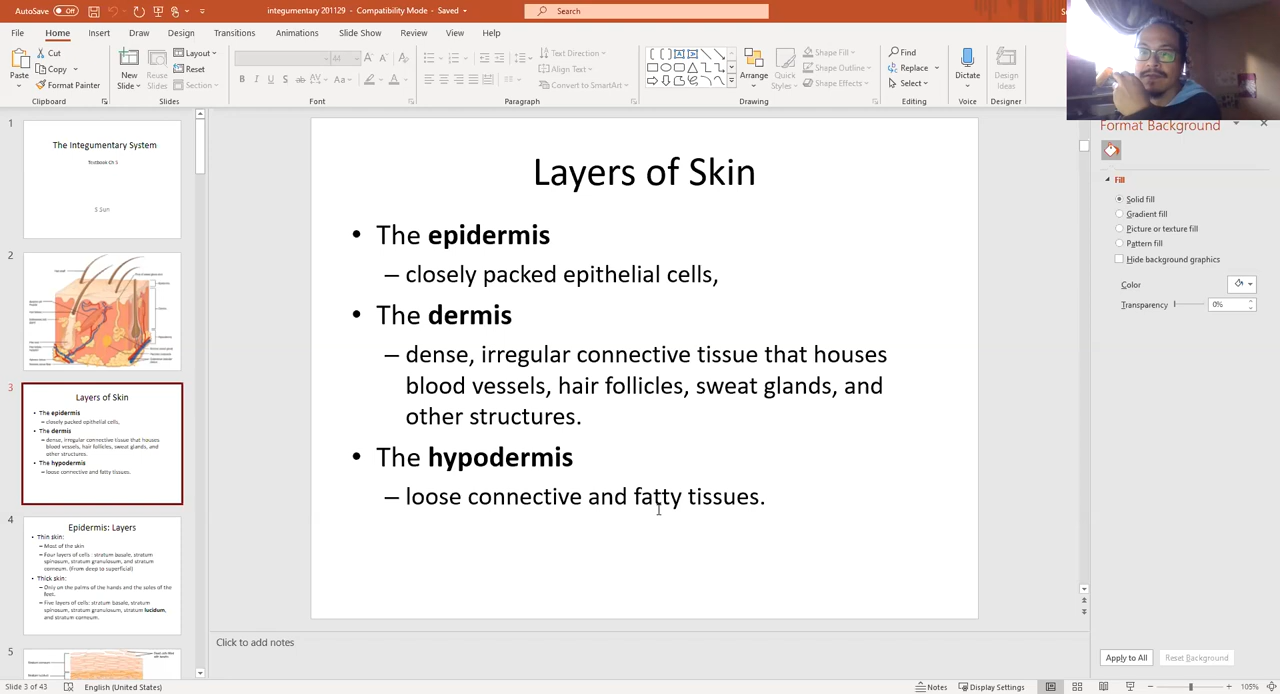 AutoSave Off
integumentary 201129 - Compatibility Mode - Saved
Search
File Home Insert Draw Design Transitions Animations Slide Show Review View Help
Paste
Cut
Copy
Format Painter
Clipboard
New Slide
Reuse Slides
Layout
Reset
Section
Slides
44
Font
Text Direction
Align Text
Convert to SmartArt
Paragraph
Arrange
Quick Styles
Shape Fill
Shape Outline
Shape Effects
Drawing
Find
Replace
Select
Editing
Dictate
Voice
Design Ideas
Designer
1
The Integumentary System
Textbook Ch 5
S Sun
2
3
Layers of Skin
• The epidermis
– closely packed epithelial cells,
• The dermis
– dense, irregular connective tissue that houses
blood vessels, hair follicles, sweat glands, and
other structures.
• The hypodermis
– loose connective and fatty tissues.
4
Epidermis: Layers
• Thin skin:
– Most of the skin
– Four layers of cells : stratum basale, stratum
spinosum, stratum granulosum, and stratum
corneum. (From deep to superficial)
• Thick skin:
– Only on the palms of the hands and the soles of the
feet.
– Five layers of cells: stratum basale, stratum
spinosum, stratum granulosum, stratum lucidum,
and stratum corneum.
5
Layers of Skin
• The epidermis
– closely packed epithelial cells,
• The dermis
– dense, irregular connective tissue that houses
blood vessels, hair follicles, sweat glands, and
other structures.
• The hypodermis
– loose connective and fatty tissues.
Click to add notes
Format Background
Fill
Solid fill
Gradient fill
Picture or texture fill
Pattern fill
Hide background graphics
Color
Transparency 0%
Apply to All
Reset Background
Slide 3 of 43
English (United States)
Notes
Display Settings
105%